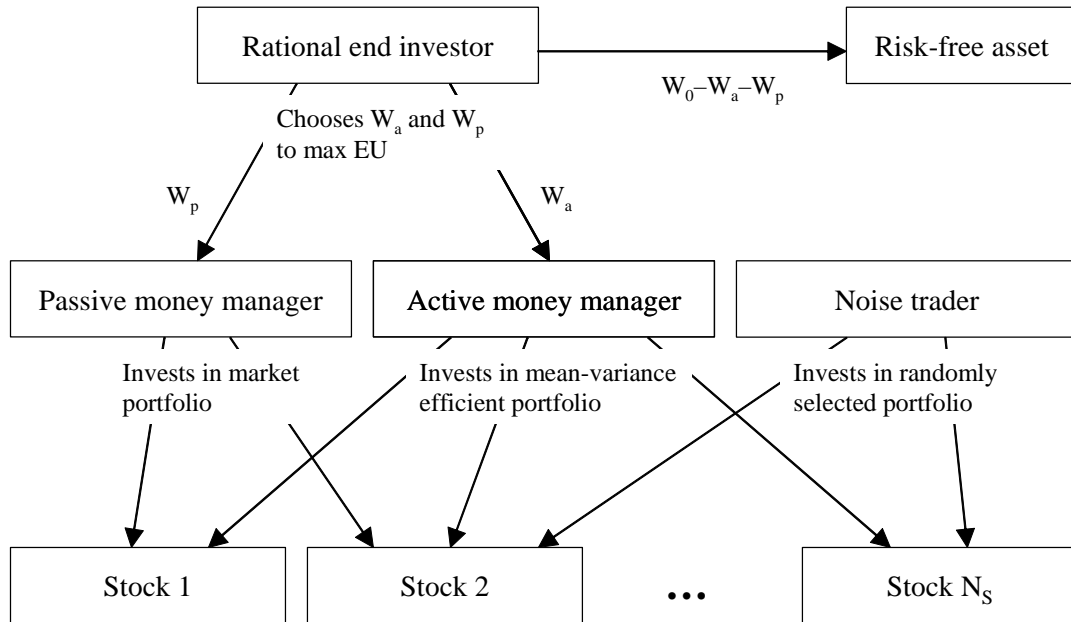 Rational end investor
Risk-free asset
W₀–Wₐ–Wₚ
Chooses Wₐ and Wₚ
to max EU
Wₚ
Wₐ
Passive money manager
Active money manager
Noise trader
Invests in market
portfolio
Invests in mean-variance
efficient portfolio
Invests in randomly
selected portfolio
Stock 1
Stock 2
...
Stock N_S